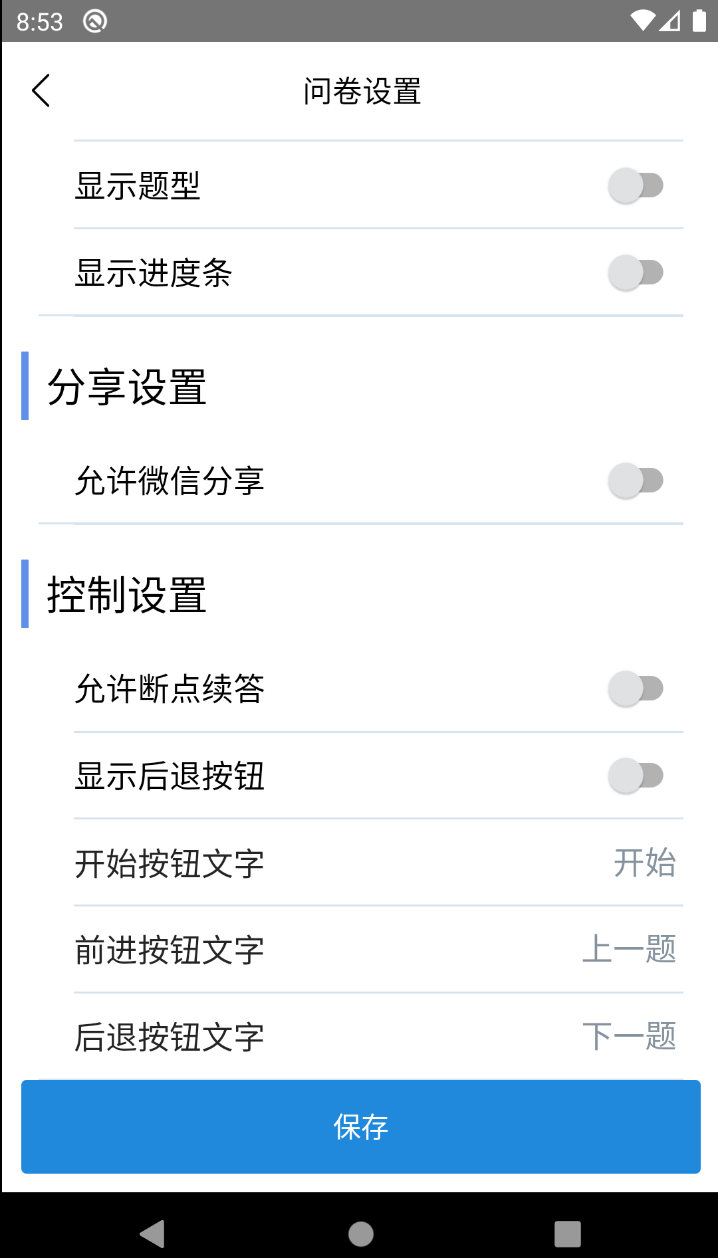 8:53
问卷设置
显示题型
显示进度条
分享设置
允许微信分享
控制设置
允许断点续答
显示后退按钮
开始按钮文字 开始
前进按钮文字 上一题
后退按钮文字 下一题
保存